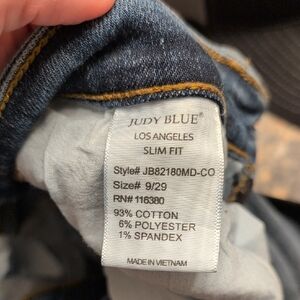 JUDY BLUE®
LOS ANGELES
SLIM FIT
Style# JB82180MD-CO
Size# 9/29
RN# 116380
93% COTTON
6% POLYESTER
1% SPANDEX
MADE IN VIETNAM